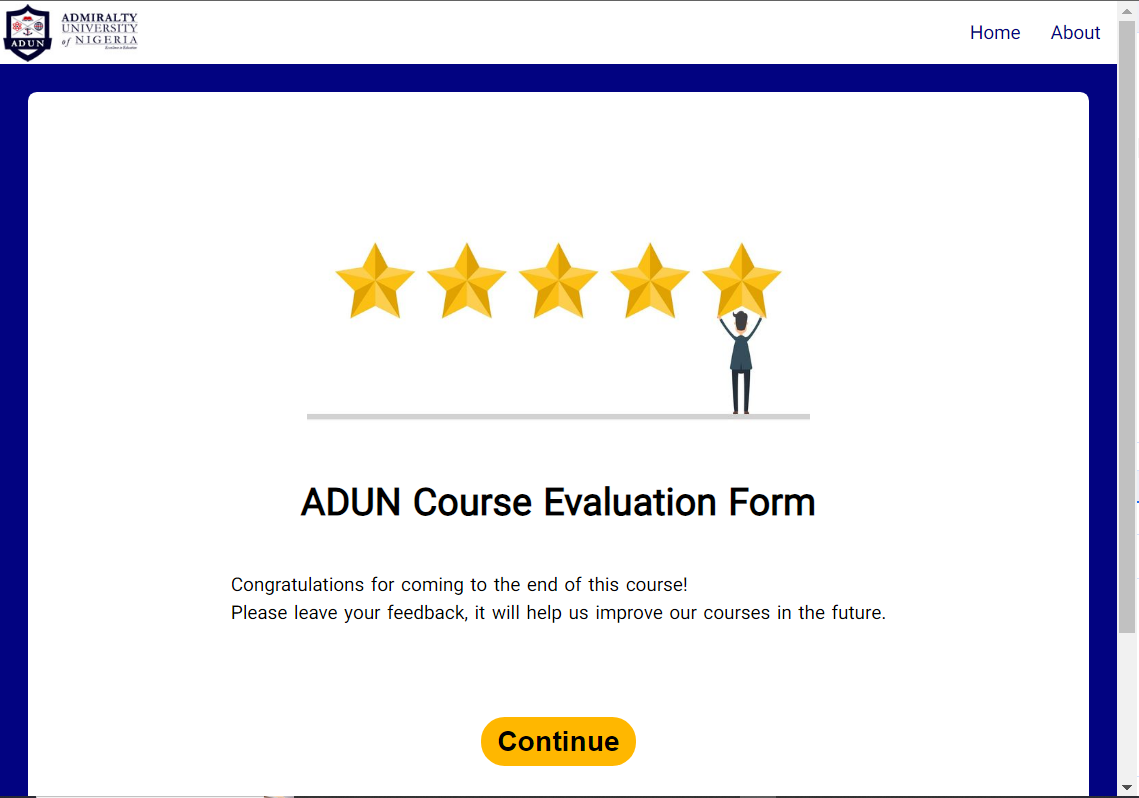 ADUN
ADMIRALTY
UNIVERSITY
of NIGERIA
Home
About
ADUN Course Evaluation Form
Congratulations for coming to the end of this course!
Please leave your feedback, it will help us improve our courses in the future.
Continue